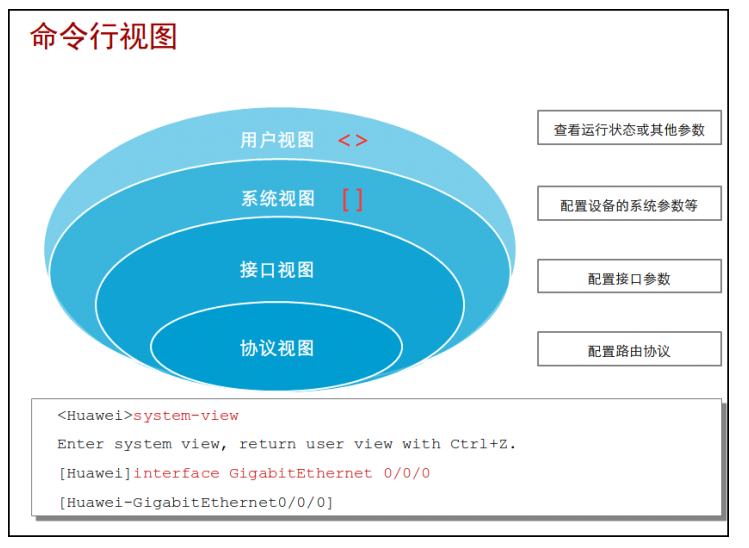 命令行视图
用户视图 <>
查看运行状态或其他参数
系统视图 []
配置设备的系统参数等
接口视图
配置接口参数
协议视图
配置路由协议
<Huawei>system-view
Enter system view, return user view with Ctrl+Z.
[Huawei]interface GigabitEthernet 0/0/0
[Huawei-GigabitEthernet0/0/0]